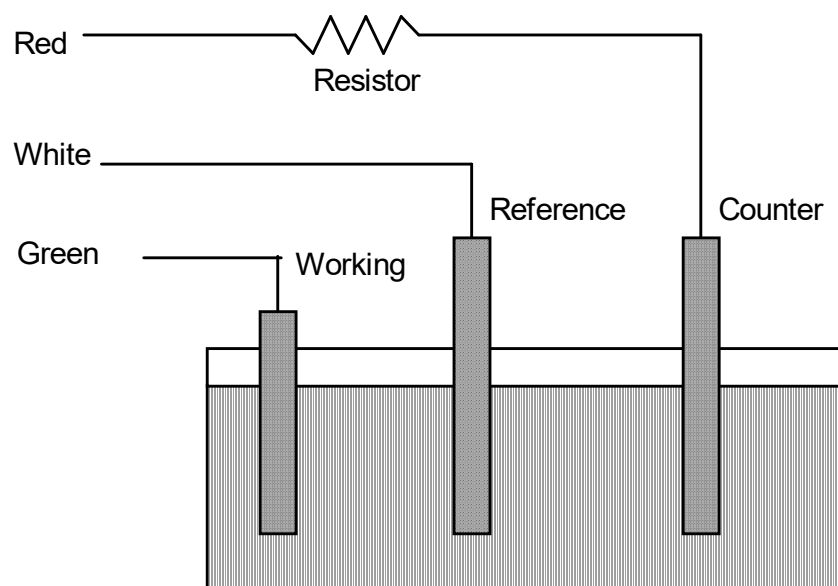 Red
Resistor
White
Reference
Counter
Green
Working